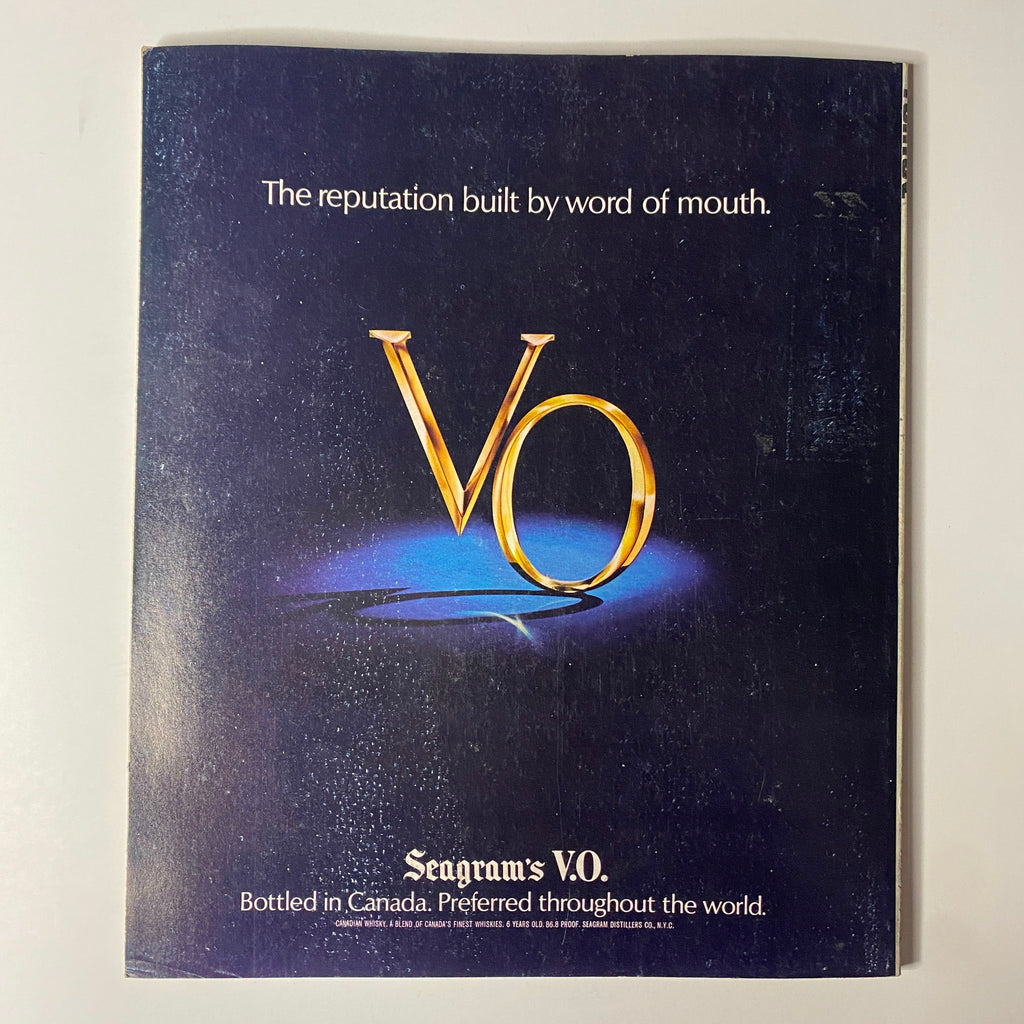 The reputation built by word of mouth.
VO
Seagram's V.O.
Bottled in Canada. Preferred throughout the world.
CANADIAN WHISKY. A BLEND OF CANADA'S FINEST WHISKIES. 6 YEARS OLD. 86.8 PROOF. SEAGRAM DISTILLERS CO., N.Y.C.